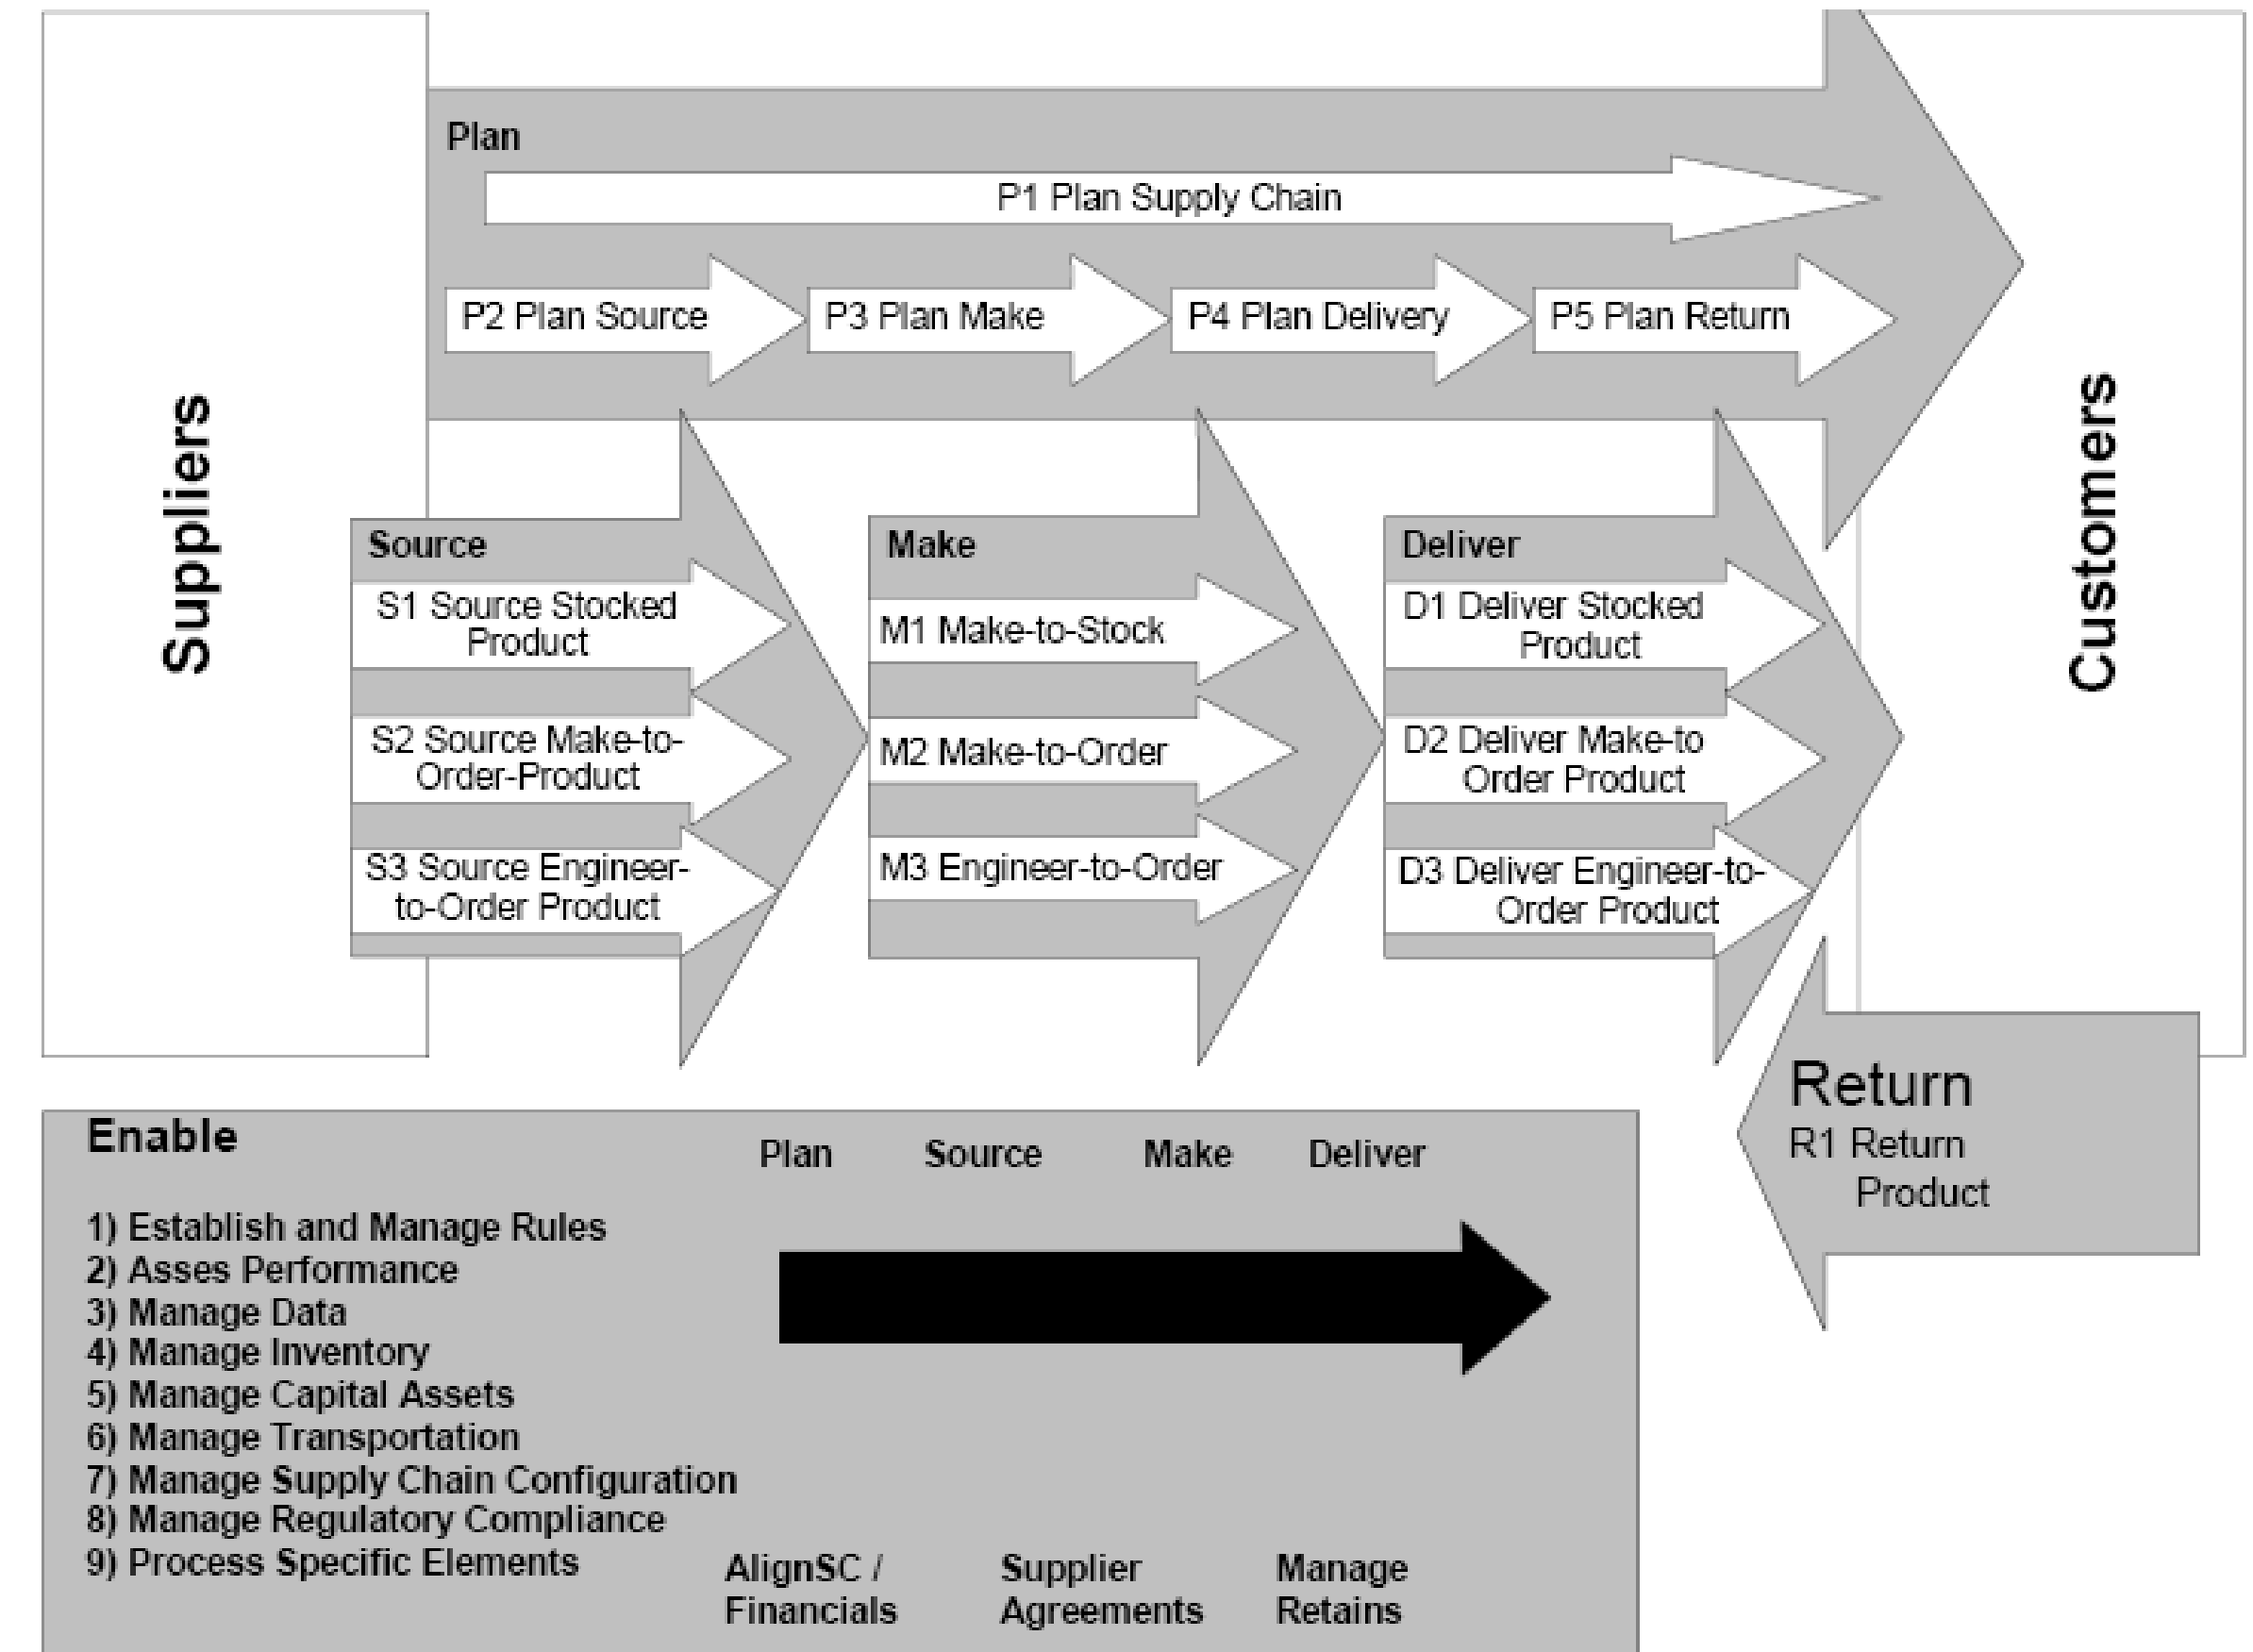 Suppliers
Plan
P1 Plan Supply Chain
P2 Plan Source
P3 Plan Make
P4 Plan Delivery
P5 Plan Return
Source
S1 Source Stocked
Product
S2 Source Make-to-
Order-Product
S3 Source Engineer-
to-Order Product
Make
M1 Make-to-Stock
M2 Make-to-Order
M3 Engineer-to-Order
Deliver
D1 Deliver Stocked
Product
D2 Deliver Make-to
Order Product
D3 Deliver Engineer-to-
Order Product
Customers
Return
R1 Return
Product
Enable
Plan Source Make Deliver
1) Establish and Manage Rules
2) Asses Performance
3) Manage Data
4) Manage Inventory
5) Manage Capital Assets
6) Manage Transportation
7) Manage Supply Chain Configuration
8) Manage Regulatory Compliance
9) Process Specific Elements
AlignSC /
Financials
Supplier
Agreements
Manage
Retains